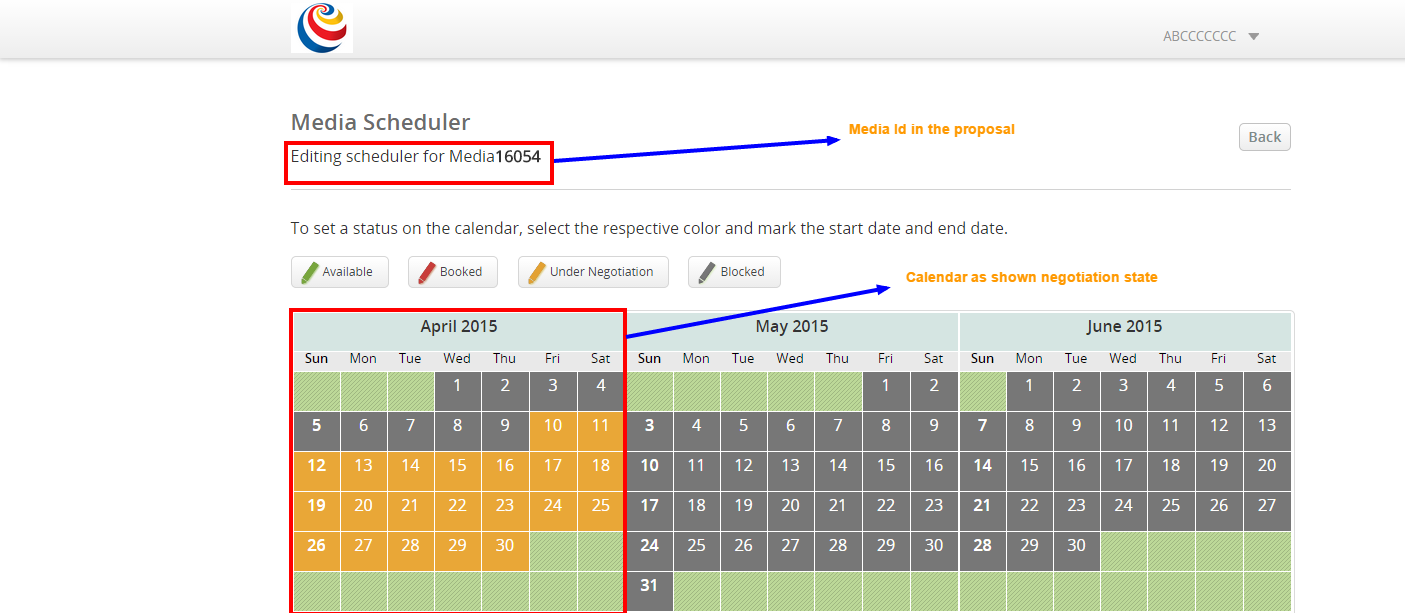 ABCCCCCCC
Media Scheduler
Editing scheduler for Media16054
Media Id in the proposal
Back
To set a status on the calendar, select the respective color and mark the start date and end date.
Available Booked Under Negotiation Blocked
Calendar as shown negotiation state
April 2015 May 2015 June 2015
Sun Mon Tue Wed Thu Fri Sat Sun Mon Tue Wed Thu Fri Sat Sun Mon Tue Wed Thu Fri Sat
1 2 3 4 1 2 1 2 3 4 5 6
5 6 7 8 9 10 11 3 4 5 6 7 8 9 7 8 9 10 11 12 13
12 13 14 15 16 17 18 10 11 12 13 14 15 16 14 15 16 17 18 19 20
19 20 21 22 23 24 25 17 18 19 20 21 22 23 21 22 23 24 25 26 27
26 27 28 29 30 24 25 26 27 28 29 30 28 29 30
31